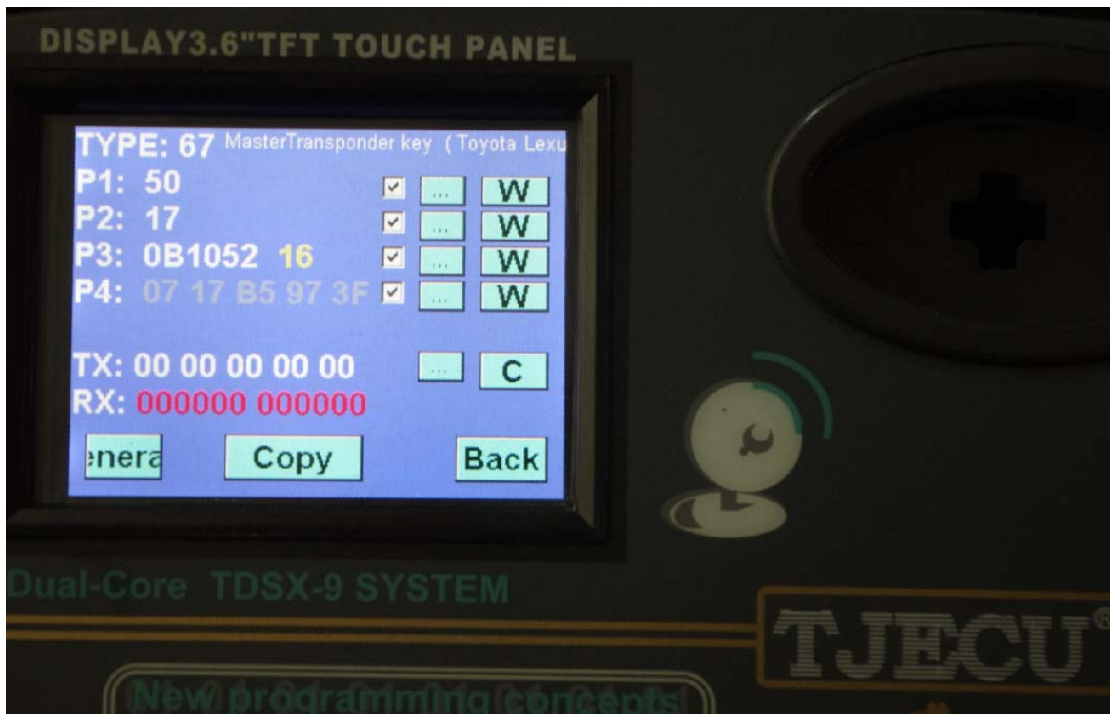 DISPLAY3.6"TFT TOUCH PANEL
TYPE: 67 MasterTransponder key ( Toyota Lexu
P1: 50 ... W
P2: 17 ... W
P3: 0B1052 16 ... W
P4: 07 17 B5 97 3F ... W
TX: 00 00 00 00 00 ... C
RX: 000000 000000
enera Copy Back
Dual-Core TDSX-9 SYSTEM
TJECU®
New programming concepts